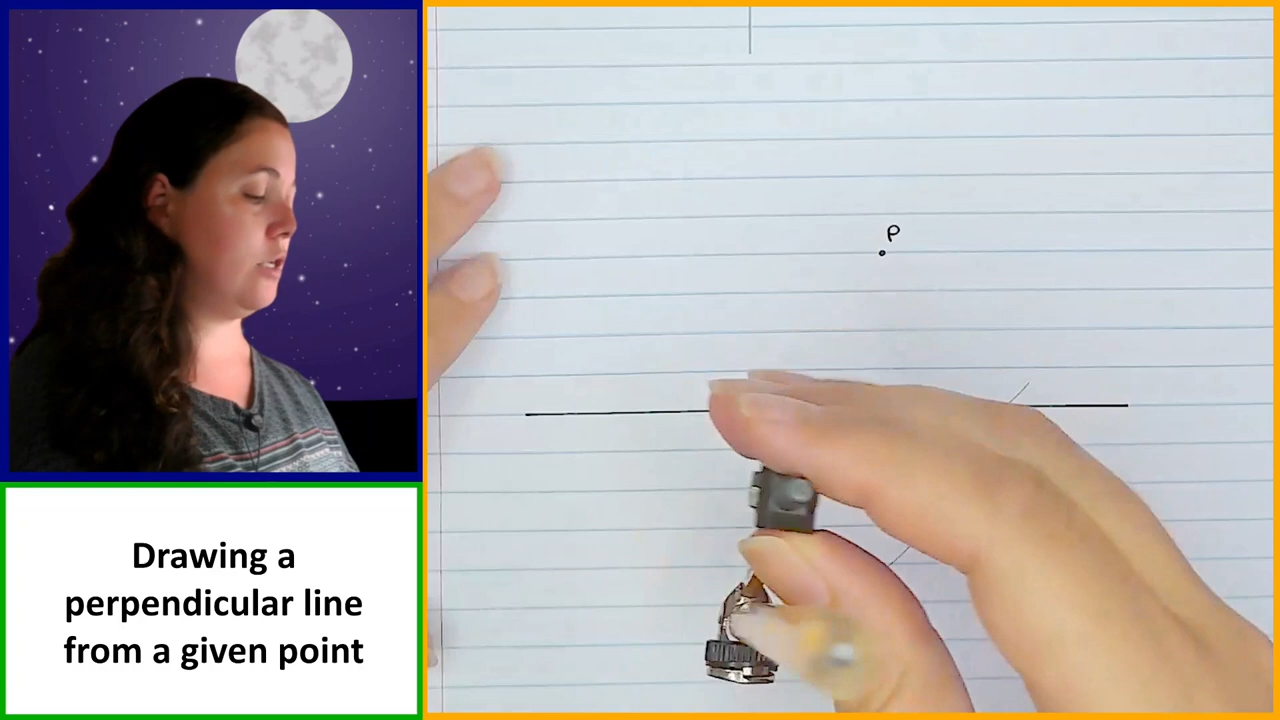 Drawing a
perpendicular line
from a given point
P